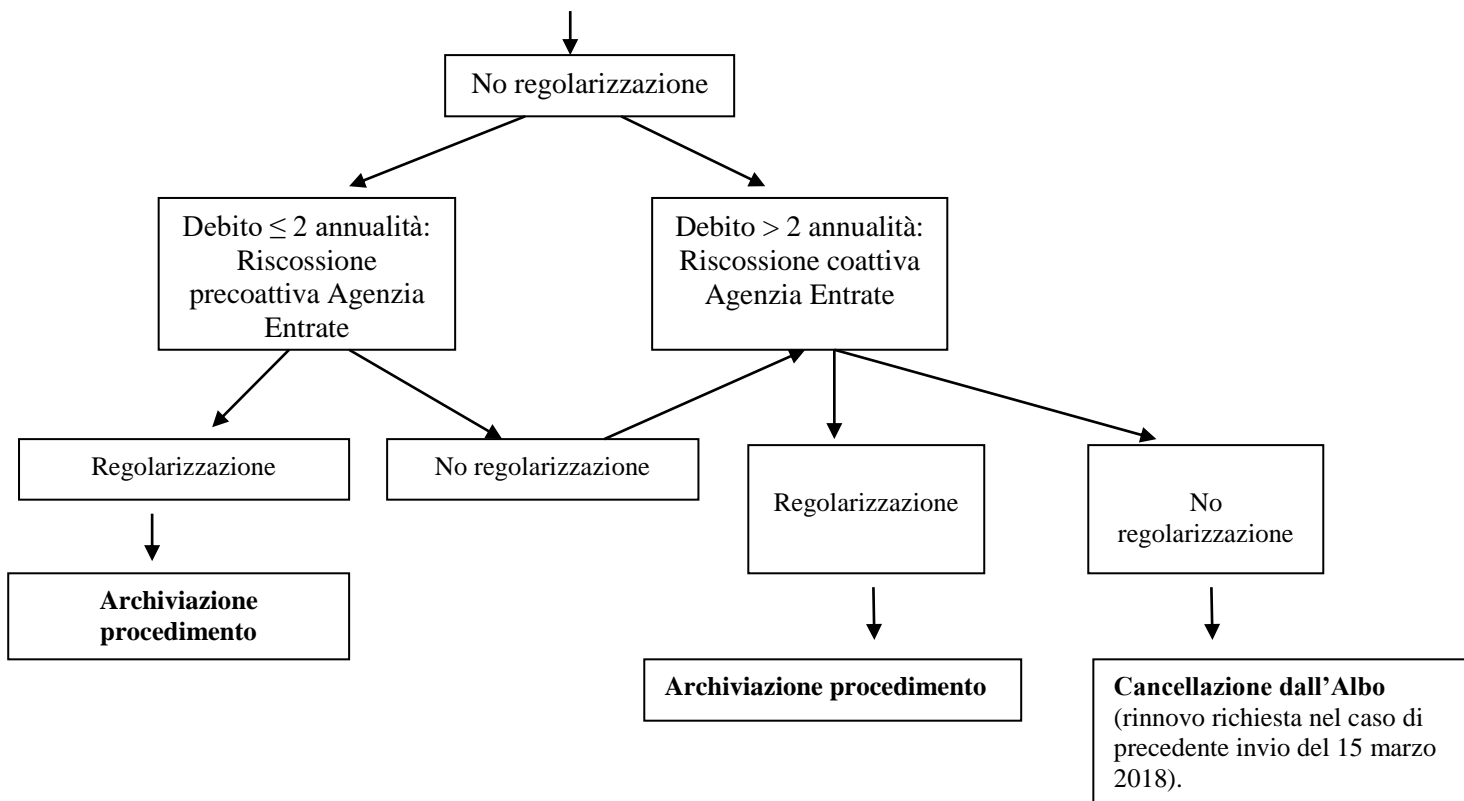 No regolarizzazione
Debito ≤ 2 annualità:
Riscossione
precoattiva Agenzia
Entrate
Debito > 2 annualità:
Riscossione coattiva
Agenzia Entrate
Regolarizzazione
No regolarizzazione
Regolarizzazione
No
regolarizzazione
Archiviazione
procedimento
Archiviazione procedimento
Cancellazione dall’Albo
(rinnovo richiesta nel caso di
precedente invio del 15 marzo
2018).